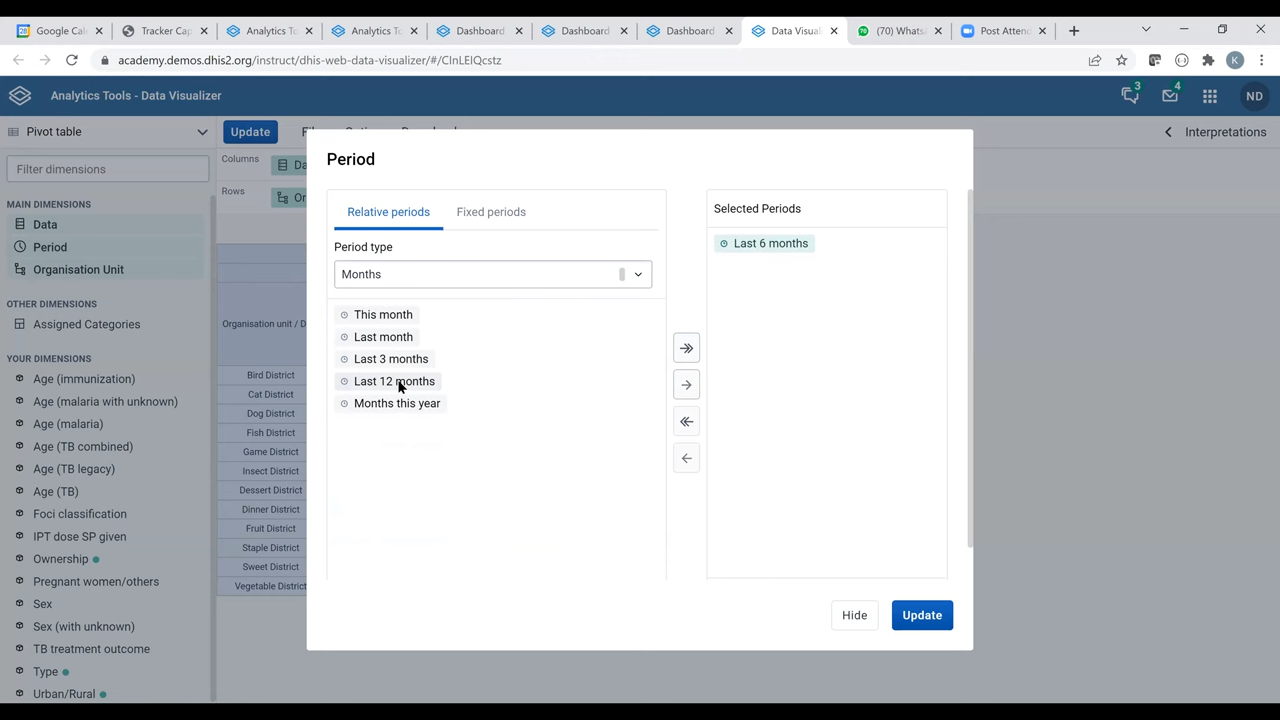 Google Cal
Tracker Cap
Analytics To
Analytics To
Dashboard
Dashboard
Dashboard
Data Visual
(70) Whats
Post Attend
academy.demos.dhis2.org/instruct/dhis-web-data-visualizer/#/CmLEIQcstz
K
Analytics Tools - Data Visualizer
3
4
ND
Pivot table
Update
Interpretations
Filter dimensions
Columns
Da
Rows
Or
MAIN DIMENSIONS
Data
Period
Organisation Unit
OTHER DIMENSIONS
Assigned Categories
YOUR DIMENSIONS
Age (immunization)
Age (malaria with unknown)
Age (malaria)
Age (TB combined)
Age (TB legacy)
Age (TB)
Foci classification
IPT dose SP given
Ownership
Pregnant women/others
Sex
Sex (with unknown)
TB treatment outcome
Type
Urban/Rural
Organisation unit / D
Bird District
Cat District
Dog District
Fish District
Game District
Insect District
Dessert District
Dinner District
Fruit District
Staple District
Sweet District
Vegetable District
Period
Relative periods
Fixed periods
Period type
Months
This month
Last month
Last 3 months
Last 12 months
Months this year
Selected Periods
Last 6 months
Hide
Update